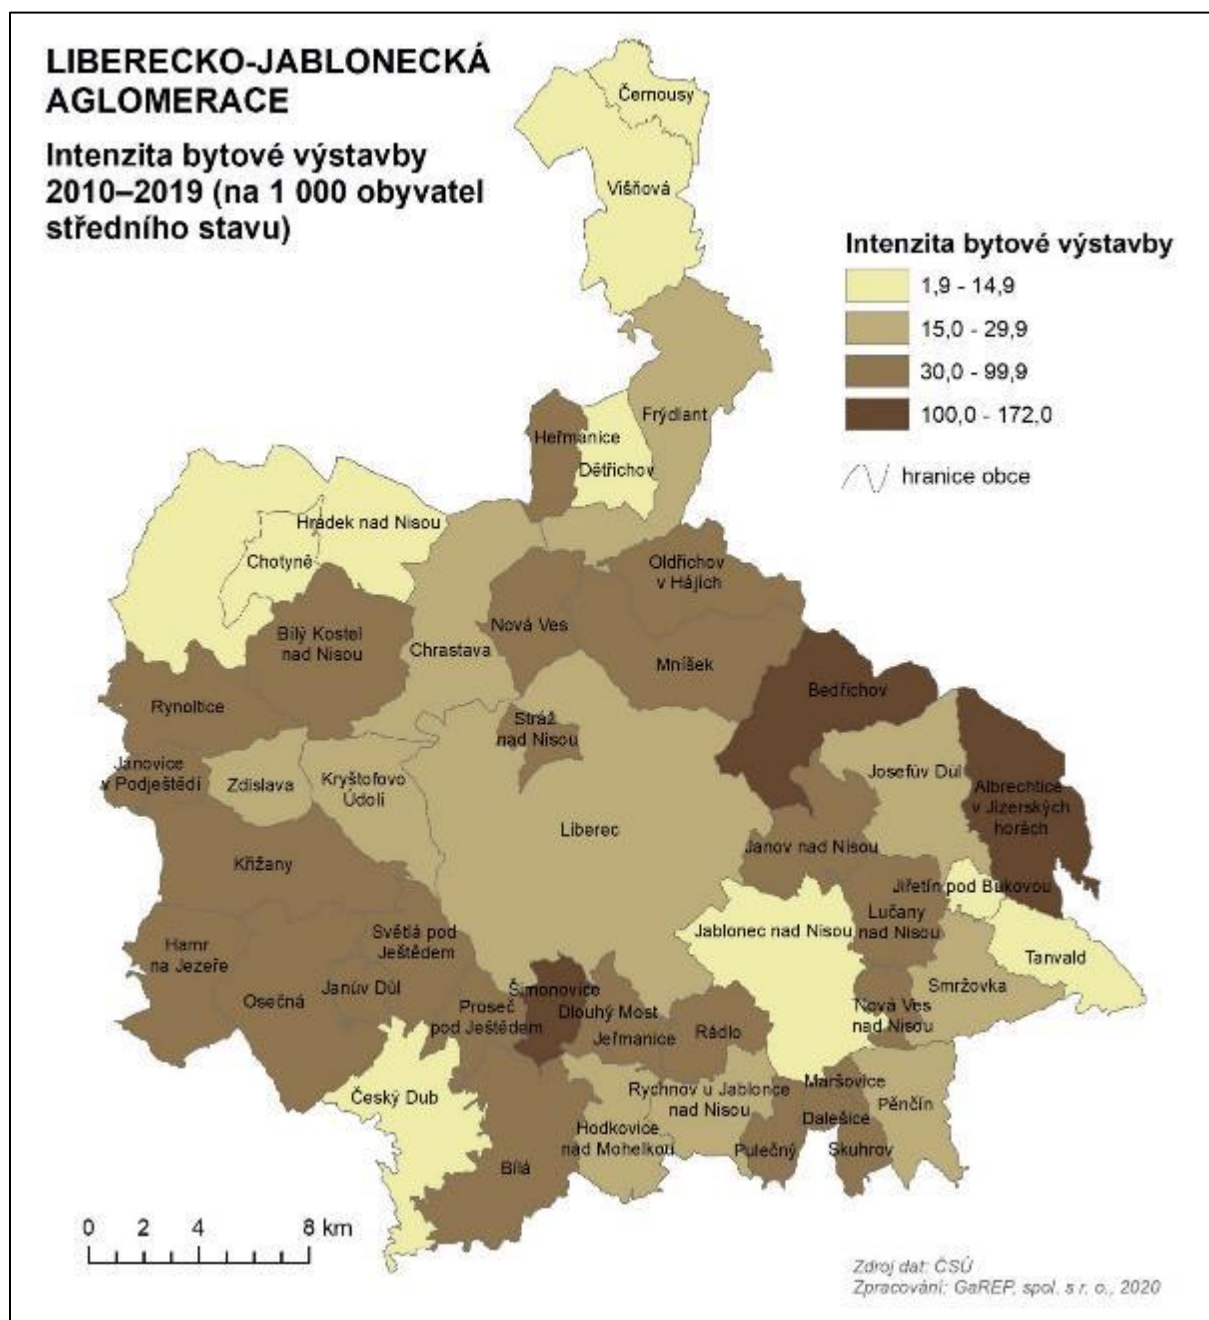 LIBERECKO-JABLONECKÁ
AGLOMERACE
Intenzita bytové výstavby
2010–2019 (na 1 000 obyvatel
středního stavu)
Intenzita bytové výstavby
1,9 - 14,9
15,0 - 29,9
30,0 - 99,9
100,0 - 172,0
hranice obce
Černousy
Višňová
Frýdlant
Heřmanice
Dětřichov
Hrádek nad Nisou
Chotyně
Oldřichov
v Hájích
Bílý Kostel
nad Nisou
Nová Ves
Chrastava
Mníšek
Bedřichov
Rynoltice
Stráž
nad Nisou
Janovice
v Podještědí
Zdislava
Kryštofovo
Údolí
Josefův Důl
Albrechtice
v Jizerských
horách
Liberec
Janov nad Nisou
Křižany
Jiřetín pod Bukovou
Lučany
nad Nisou
Jablonec nad Nisou
Světlá pod
Ještědem
Hamr
na Jezeře
Tanvald
Smržovka
Janův Důl
Osečná
Šimonovice
Proseč
pod Ještědem
Dlouhý Most
Jeřmanice
Rádlo
Nová Ves
nad Nisou
Maršovice
Rychnov u Jablonce
nad Nisou
Český Dub
Pěnčín
Dalešice
Hodkovice
nad Mohelkou
Pulečný
Skuhrov
Bílá
0 2 4 8 km
Zdroj dat: ČSÚ
Zpracování: GaREP, spol. s r. o., 2020